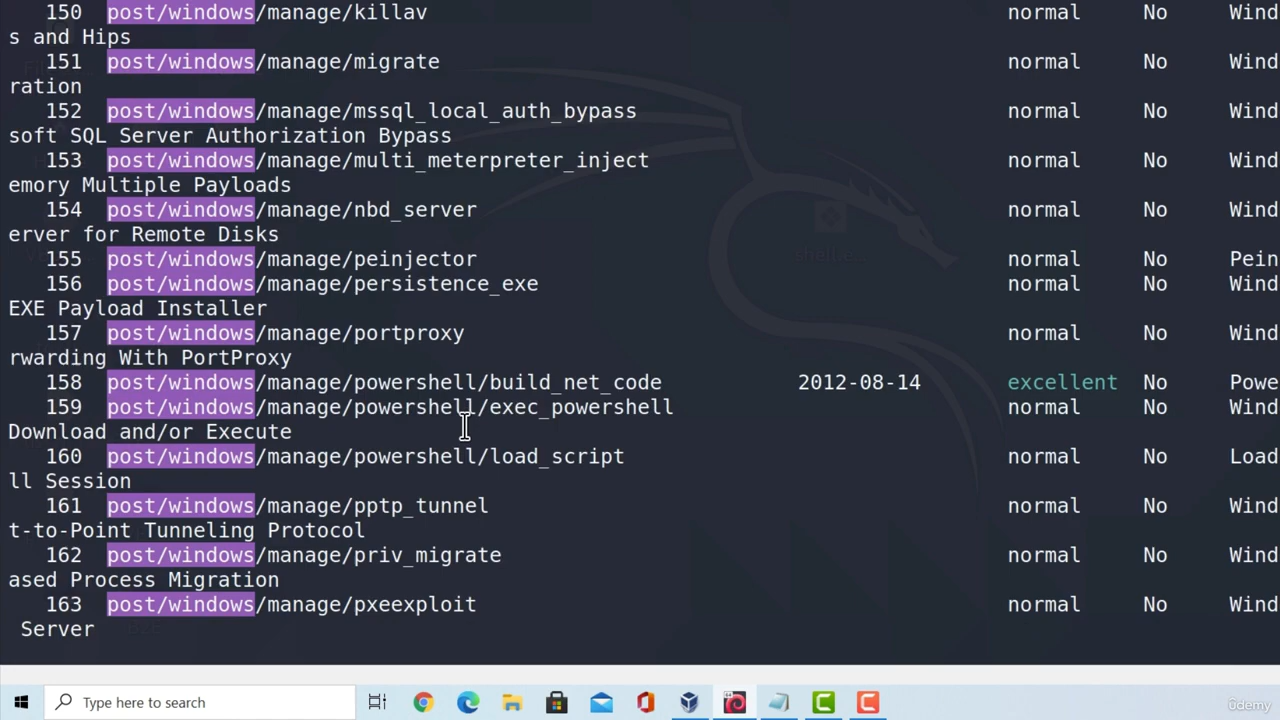 150 post/windows/manage/killav normal No Wind
s and Hips
151 post/windows/manage/migrate normal No Wind
ration
152 post/windows/manage/mssql_local_auth_bypass normal No Wind
soft SQL Server Authorization Bypass
153 post/windows/manage/multi_meterpreter_inject normal No Wind
emory Multiple Payloads
154 post/windows/manage/nbd_server normal No Wind
erver for Remote Disks
155 post/windows/manage/peinjector normal No Pein
156 post/windows/manage/persistence_exe normal No Wind
EXE Payload Installer
157 post/windows/manage/portproxy normal No Wind
rwarding With PortProxy
158 post/windows/manage/powershell/build_net_code 2012-08-14 excellent No Powe
159 post/windows/manage/powershell/exec_powershell normal No Wind
Download and/or Execute
160 post/windows/manage/powershell/load_script normal No Load
ll Session
161 post/windows/manage/pptp_tunnel normal No Wind
t-to-Point Tunneling Protocol
162 post/windows/manage/priv_migrate normal No Wind
ased Process Migration
163 post/windows/manage/pxeexploit normal No Wind
Server
Type here to search
ûdemy